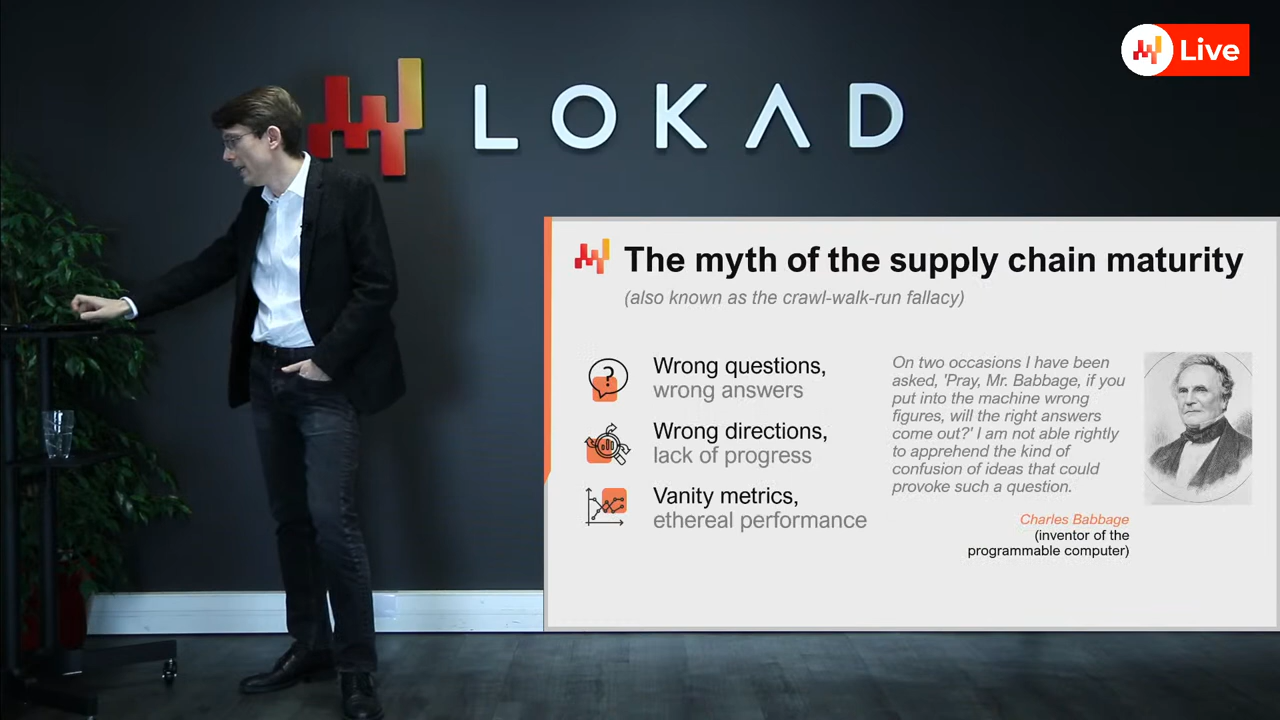 LOKAD
Live
The myth of the supply chain maturity
(also known as the crawl-walk-run fallacy)
Wrong questions,
wrong answers
Wrong directions,
lack of progress
Vanity metrics,
ethereal performance
On two occasions I have been
asked, 'Pray, Mr. Babbage, if you
put into the machine wrong
figures, will the right answers
come out?' I am not able rightly
to apprehend the kind of
confusion of ideas that could
provoke such a question.
Charles Babbage
(inventor of the
programmable computer)